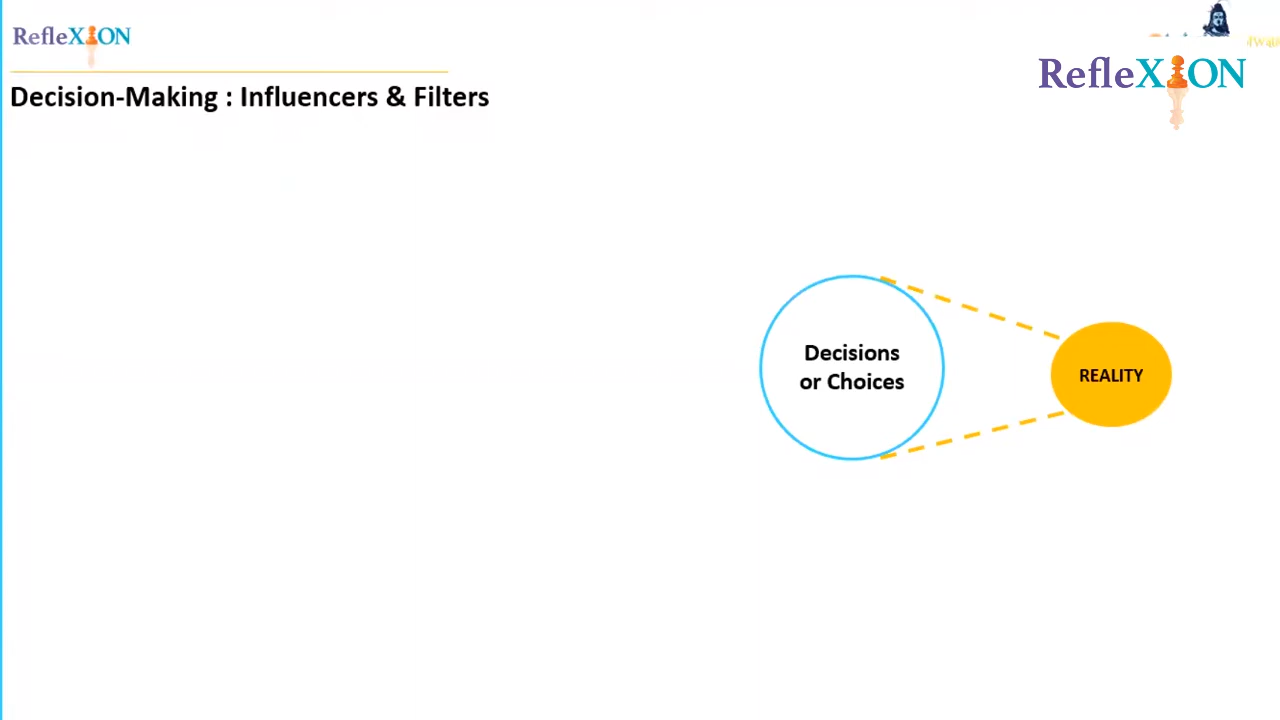 RefleXION
RefleXION
Decision-Making : Influencers & Filters
Decisions
or Choices
REALITY